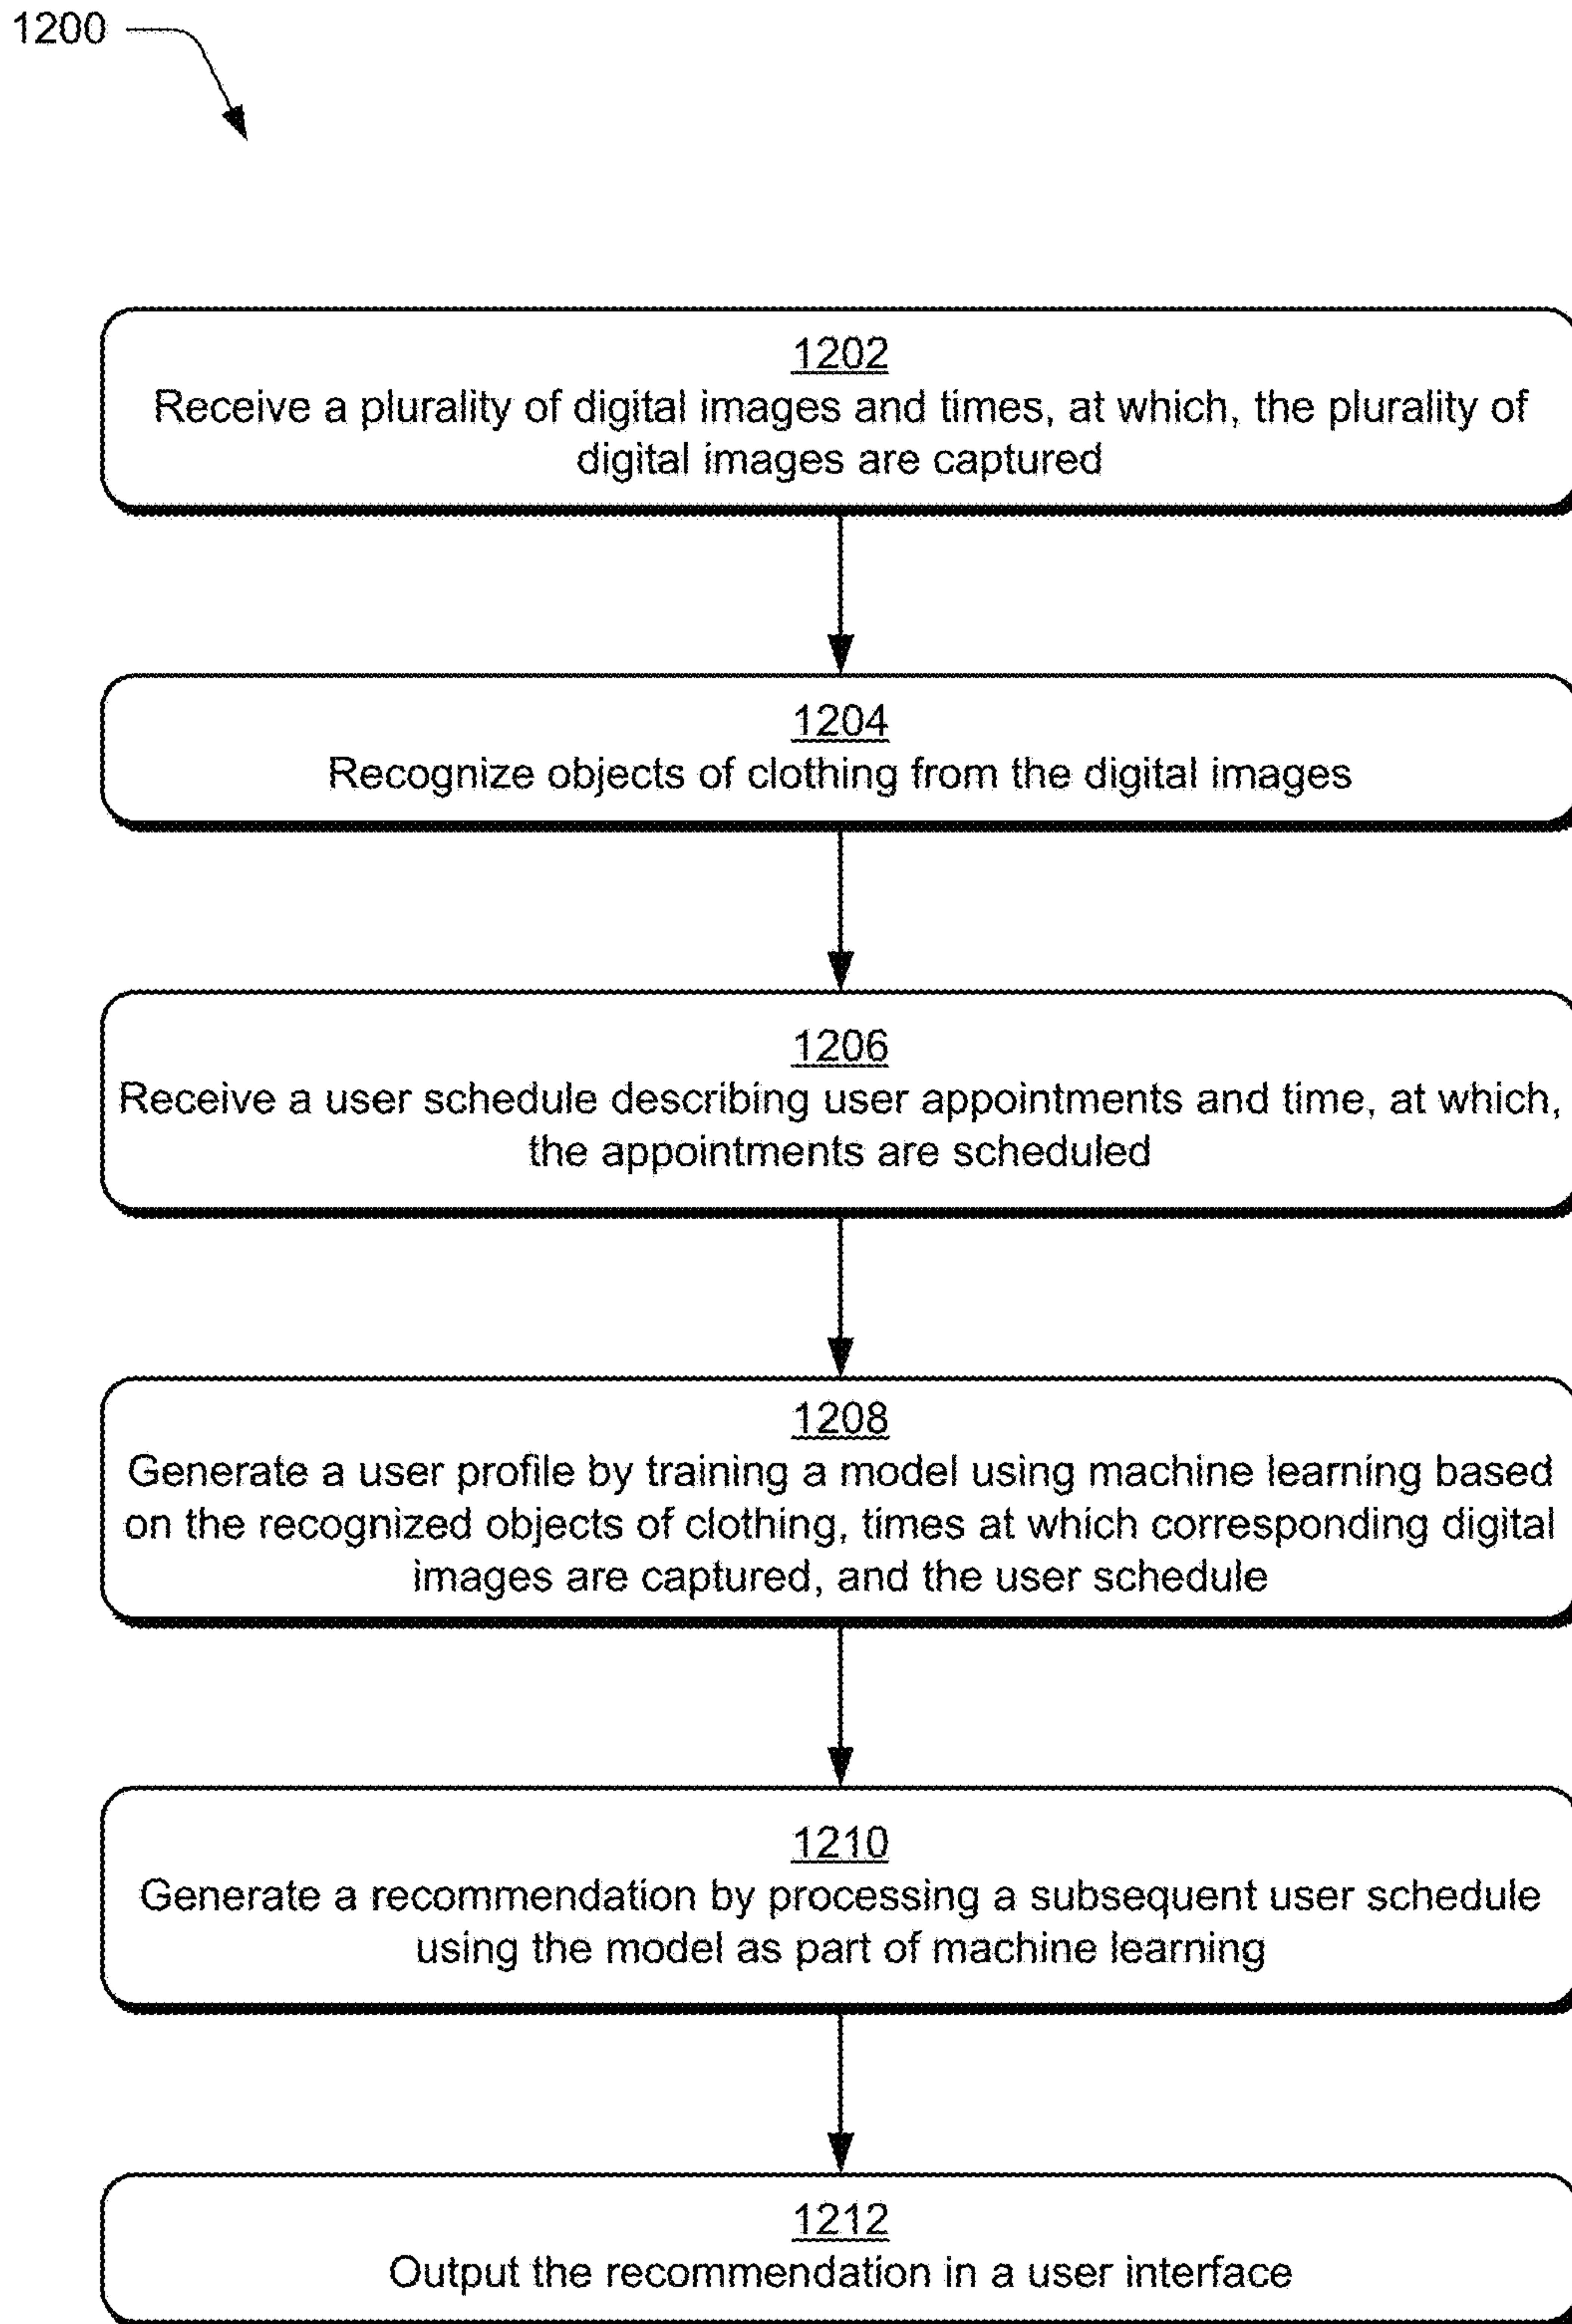 1200
1202
Receive a plurality of digital images and times, at which, the plurality of
digital images are captured
1204
Recognize objects of clothing from the digital images
1206
Receive a user schedule describing user appointments and time, at which,
the appointments are scheduled
1208
Generate a user profile by training a model using machine learning based
on the recognized objects of clothing, times at which corresponding digital
images are captured, and the user schedule
1210
Generate a recommendation by processing a subsequent user schedule
using the model as part of machine learning
1212
Output the recommendation in a user interface